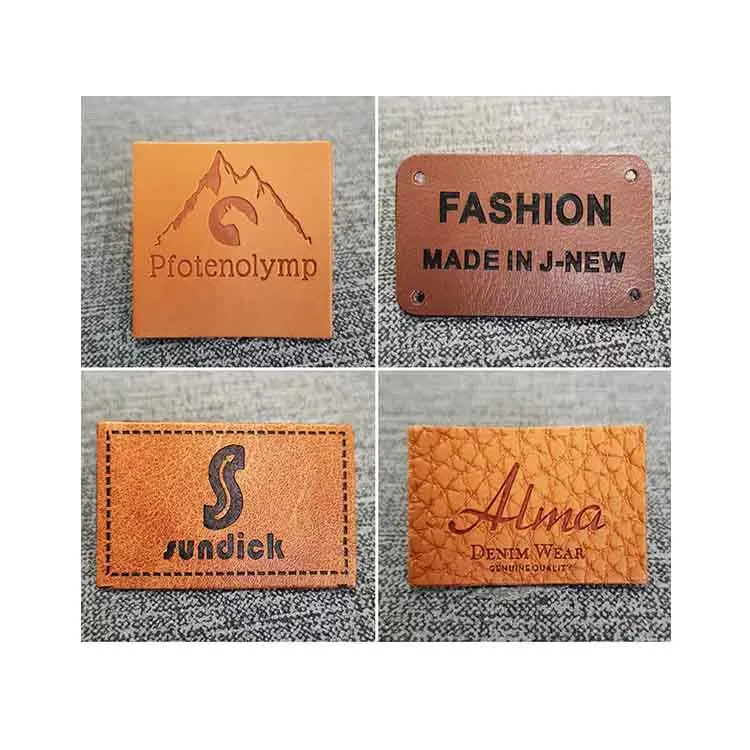 Pfotenolymp
FASHION
MADE IN J-NEW
sundick
Alma
DENIM WEAR
GENUINE QUALITY